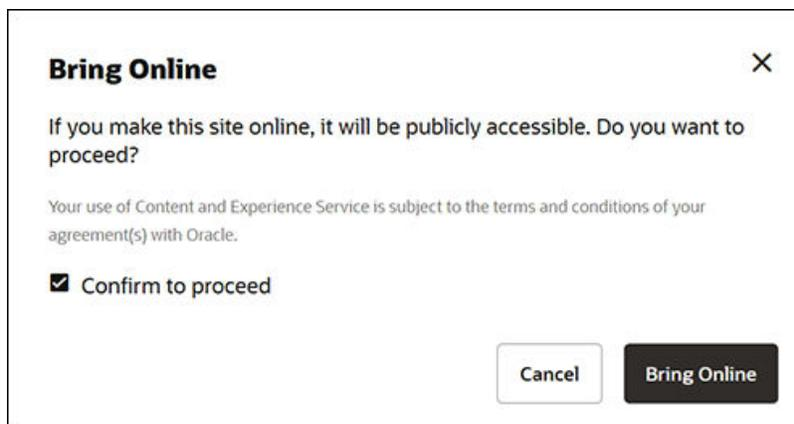 Bring Online
If you make this site online, it will be publicly accessible. Do you want to
proceed?
Your use of Content and Experience Service is subject to the terms and conditions of your
agreement(s) with Oracle.
Confirm to proceed
Cancel
Bring Online